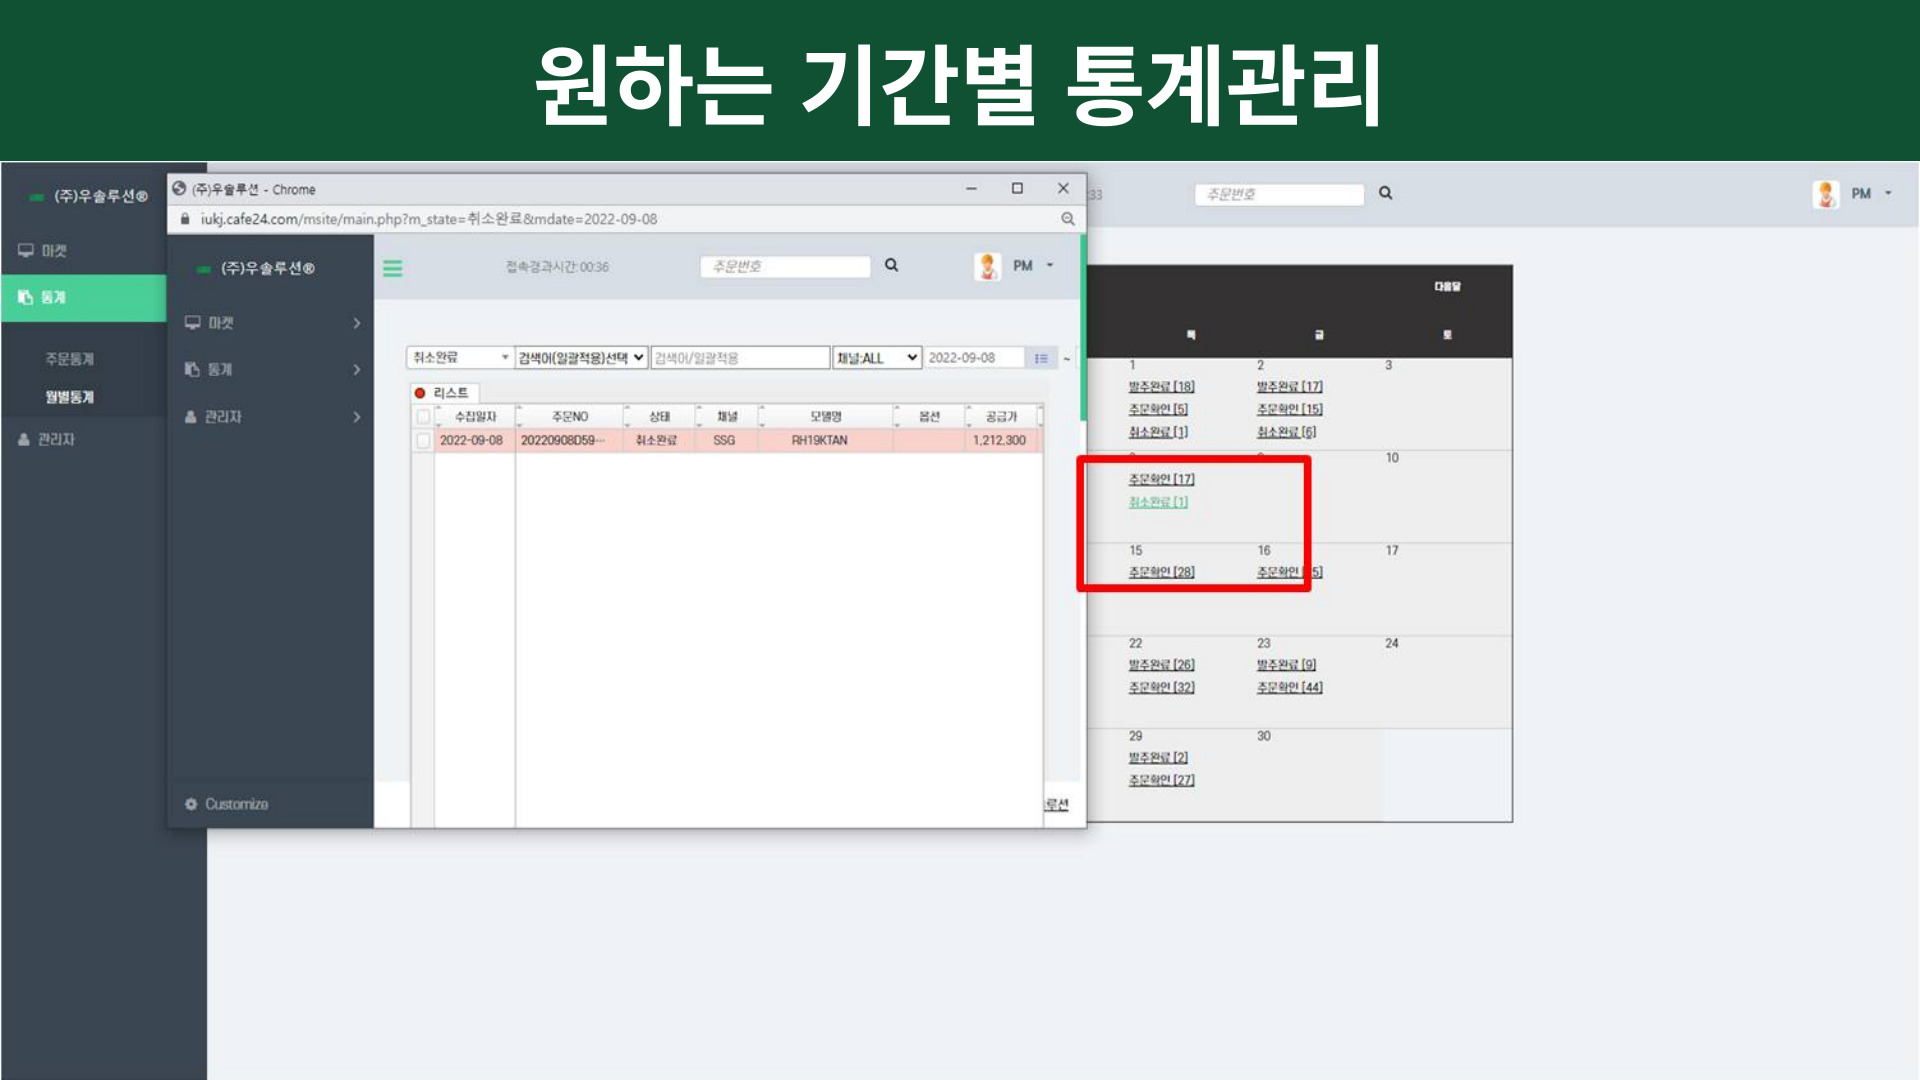 원하는 기간별 통계관리
(주)우솔루션®
마켓
통계
주문통계
월별통계
관리자
(주)우솔루션 - Chrome
iukj.cafe24.com/msite/main.php?m_state=취소완료&mdate=2022-09-08
(주)우솔루션®
접속경과시간:00:36
주문번호
PM
마켓
통계
관리자
Customize
취소완료
검색어(일괄적용)선택
검색어/일괄적용
채널:ALL
2022-09-08
~
리스트
수집일자 주문NO 상태 채널 모델명 옵션 공급가
2022-09-08 20220908D59... 취소완료 SSG RH19KTAN 1,212,300
루션
:33
주문번호
PM
다음달
목 금 토
1 2 3
발주완료 [18] 발주완료 [17]
주문확인 [5] 주문확인 [15]
취소완료 [1] 취소완료 [6]
10
주문확인 [17]
취소완료 [1]
15 16 17
주문확인 [28] 주문확인 5]
22 23 24
발주완료 [26] 발주완료 [9]
주문확인 [32] 주문확인 [44]
29 30
발주완료 [2]
주문확인 [27]